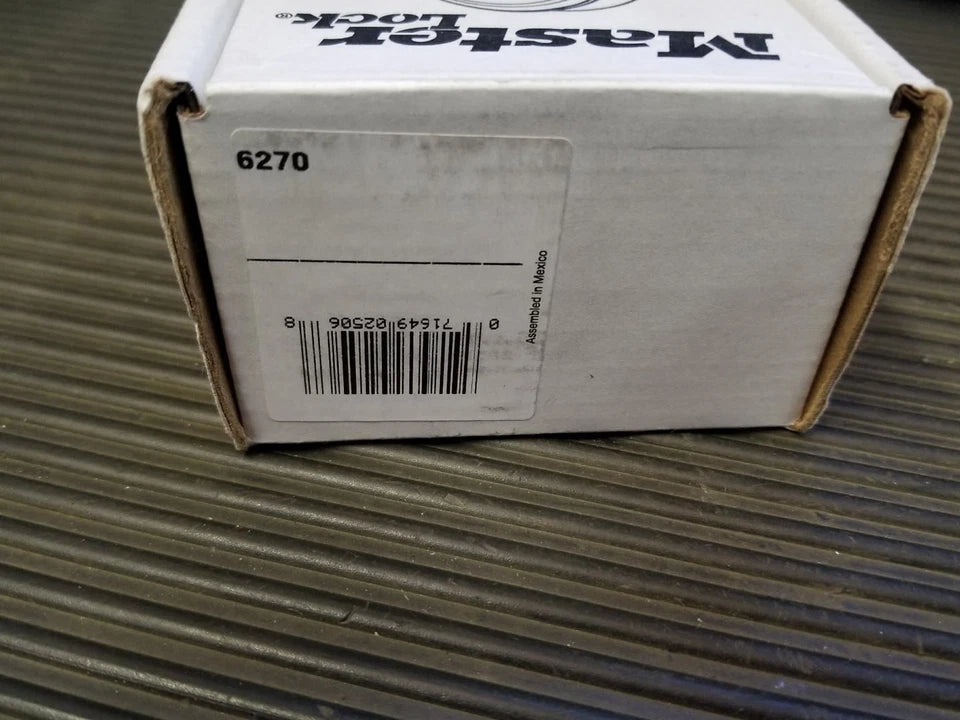 Master
Lock®
6270
Assembled in Mexico
0 71649 02506 8